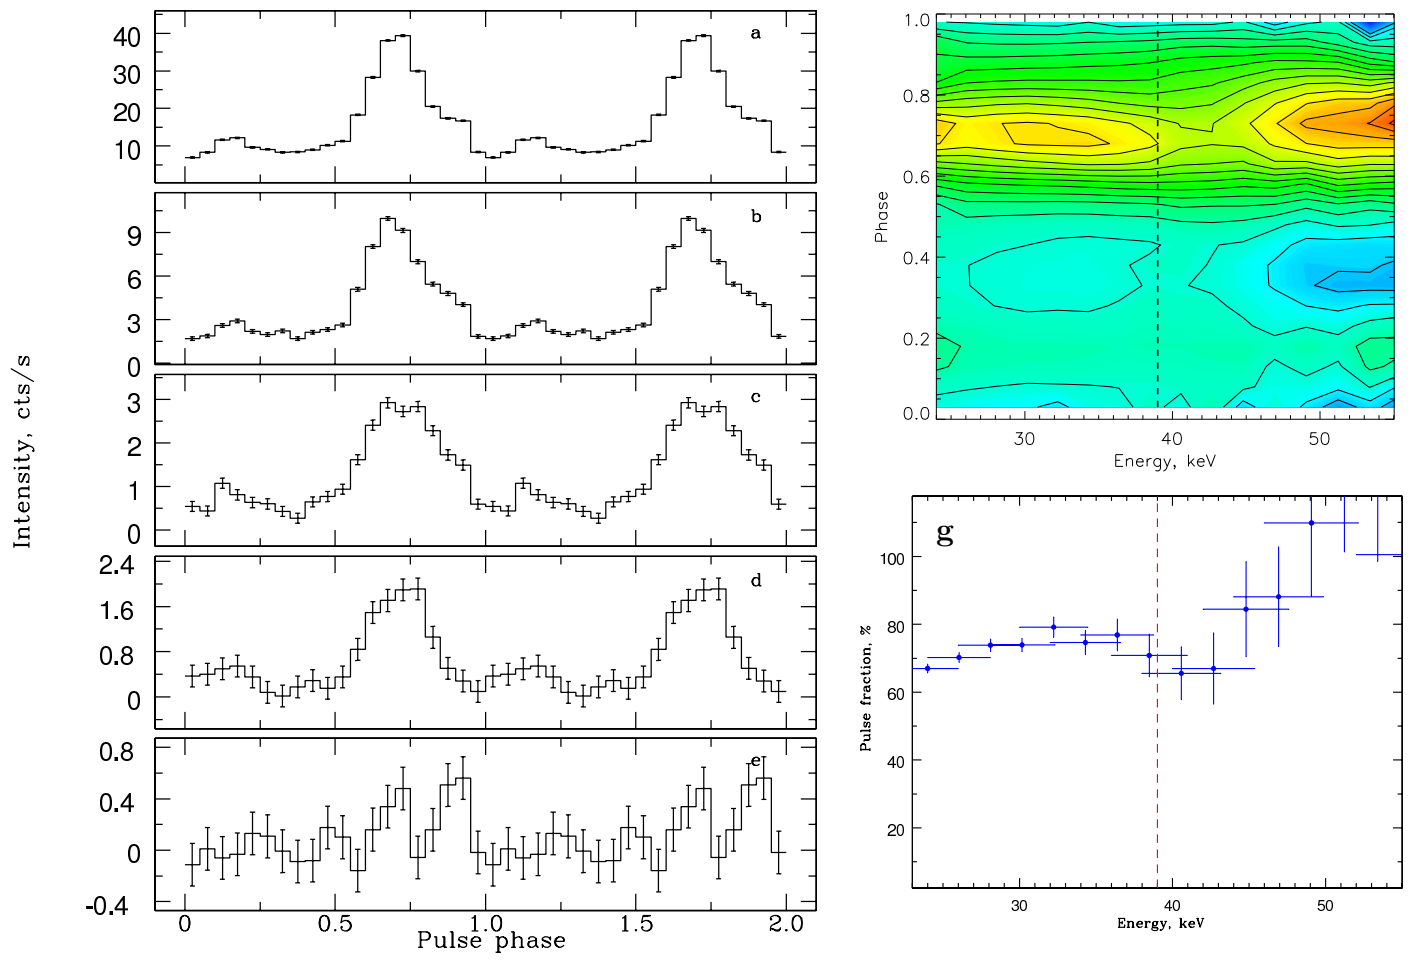 Intensity, cts/s
40
30
20
10
a
9
6
3
0
b
3
2
1
0
c
2.4
1.6
0.8
0
d
0.8
0.4
0
-0.4
e
0 0.5 1.0 1.5 2.0
Pulse phase
1.0
0.8
0.6
0.4
0.2
0.0
Phase
30 40 50
Energy, keV
g
100
80
60
40
20
Pulse fraction, %
30 40 50
Energy, keV